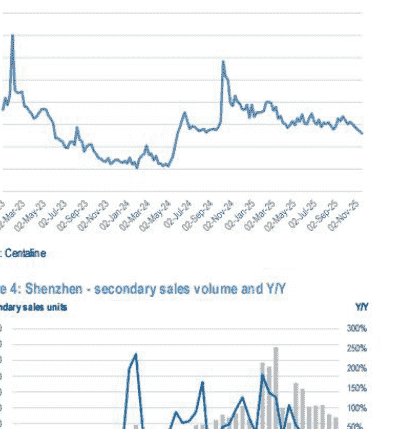 02-Mar-23
02-May-23
02-Jul-23
02-Sep-23
02-Nov-23
02-Jan-24
02-Mar-24
02-May-24
02-Jul-24
02-Sep-24
02-Nov-24
02-Jan-25
02-Mar-25
02-May-25
02-Jul-25
02-Sep-25
02-Nov-25
: Centaline
e 4: Shenzhen - secondary sales volume and Y/Y
ndary sales units
Y/Y
300%
250%
200%
150%
100%
50%